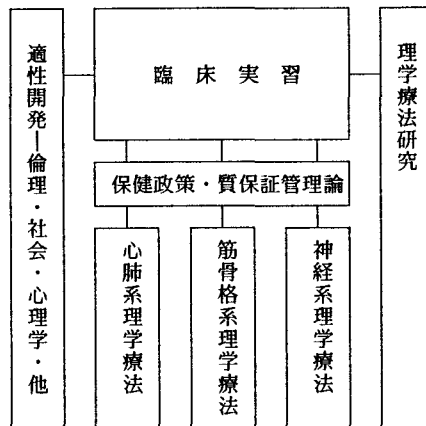 適性開発―倫理・社会・心理学・他
臨床実習
理学療法研究
保健政策・質保証管理論
心肺系理学療法
筋骨格系理学療法
神経系理学療法